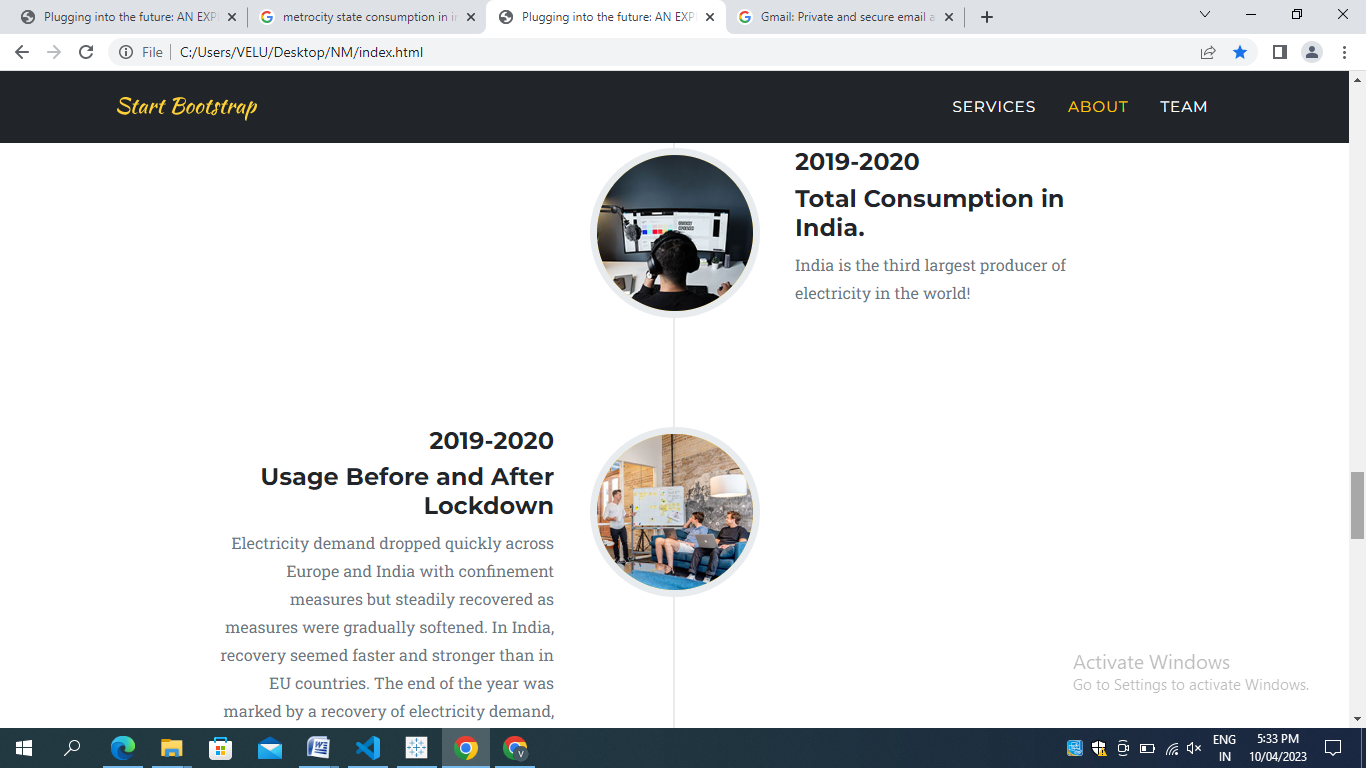 Plugging into the future: AN EXP
metrocity state consumption in in
Plugging into the future: AN EXP
Gmail: Private and secure email a
File
C:/Users/VELU/Desktop/NM/index.html
Start Bootstrap
SERVICES
ABOUT
TEAM
2019-2020
Total Consumption in
India.
India is the third largest producer of
electricity in the world!
2019-2020
Usage Before and After
Lockdown
Electricity demand dropped quickly across
Europe and India with confinement
measures but steadily recovered as
measures were gradually softened. In India,
recovery seemed faster and stronger than in
EU countries. The end of the year was
marked by a recovery of electricity demand,
Activate Windows
Go to Settings to activate Windows.
ENG
IN
5:33 PM
10/04/2023